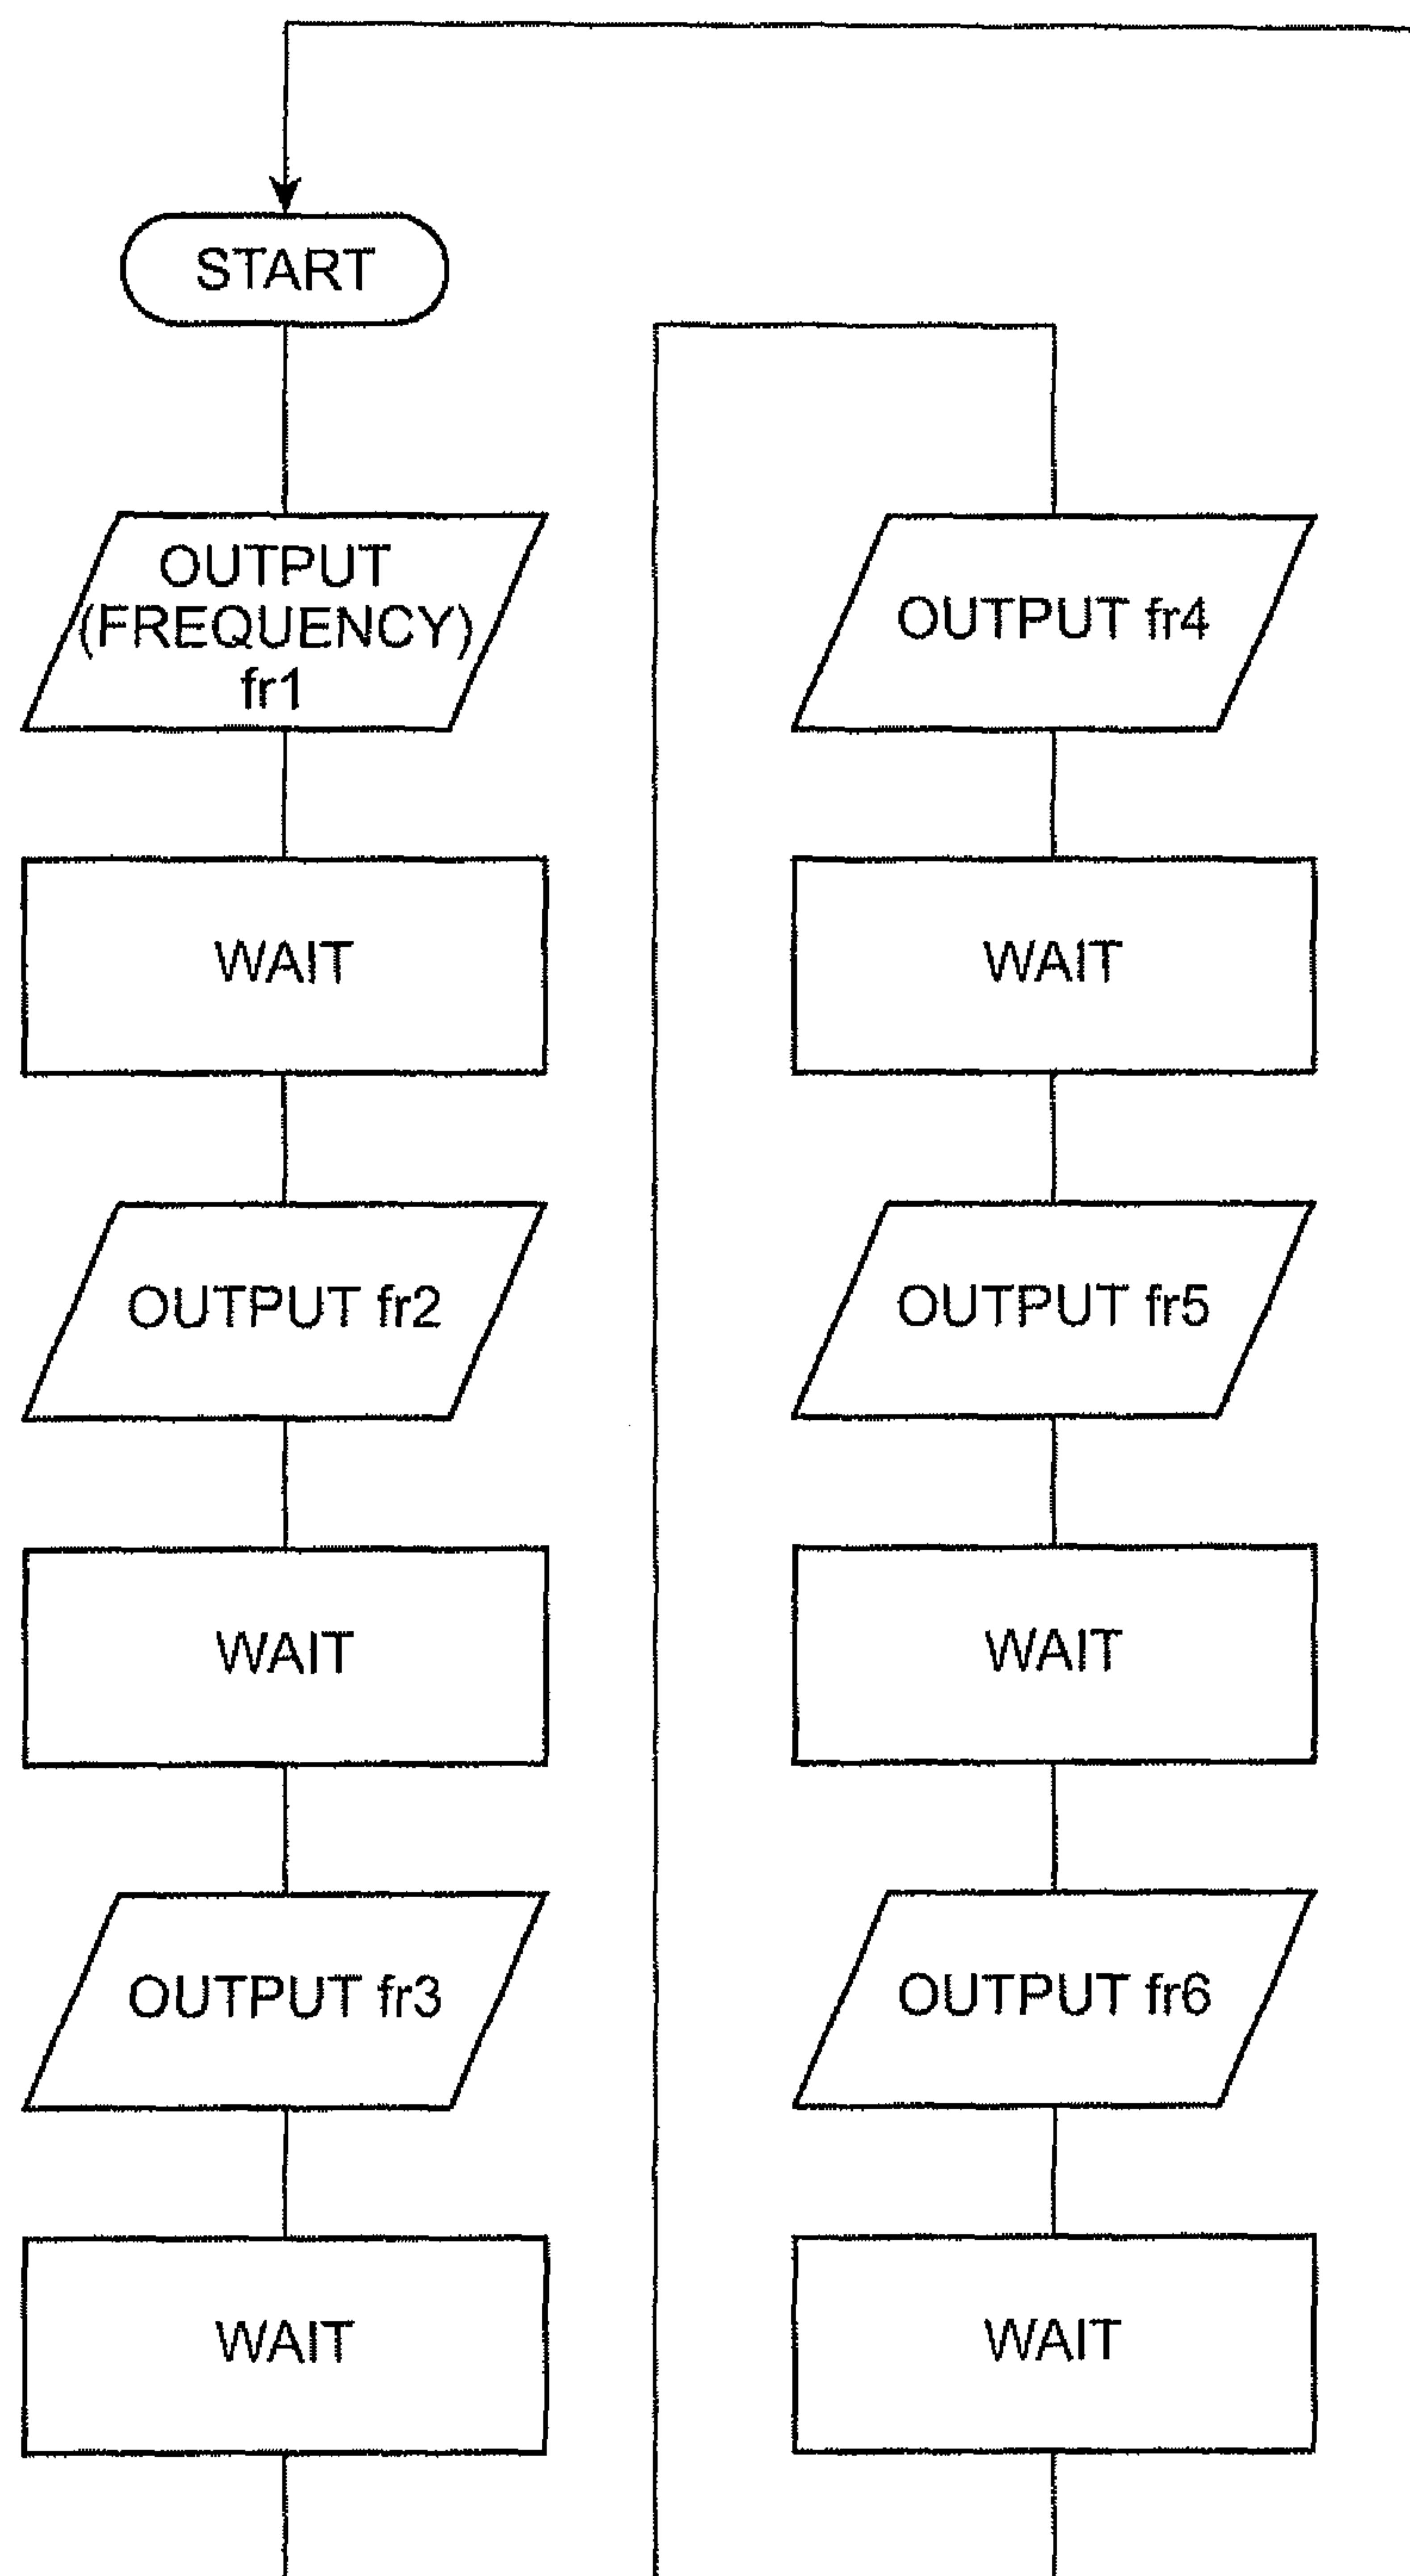 START
OUTPUT
(FREQUENCY)
fr1
WAIT
OUTPUT fr2
WAIT
OUTPUT fr3
WAIT
OUTPUT fr4
WAIT
OUTPUT fr5
WAIT
OUTPUT fr6
WAIT